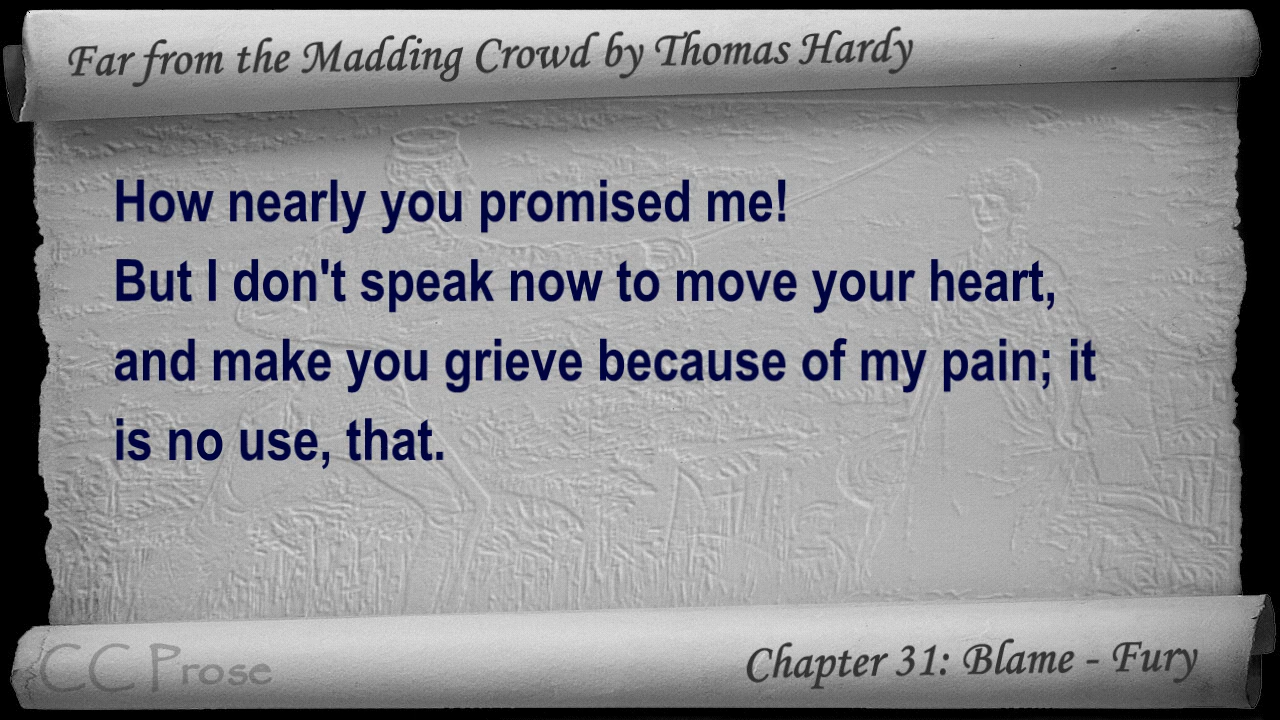 Far from the Madding Crowd by Thomas Hardy
How nearly you promised me!
But I don't speak now to move your heart,
and make you grieve because of my pain; it
is no use, that.
CC Prose
Chapter 31: Blame - Fury